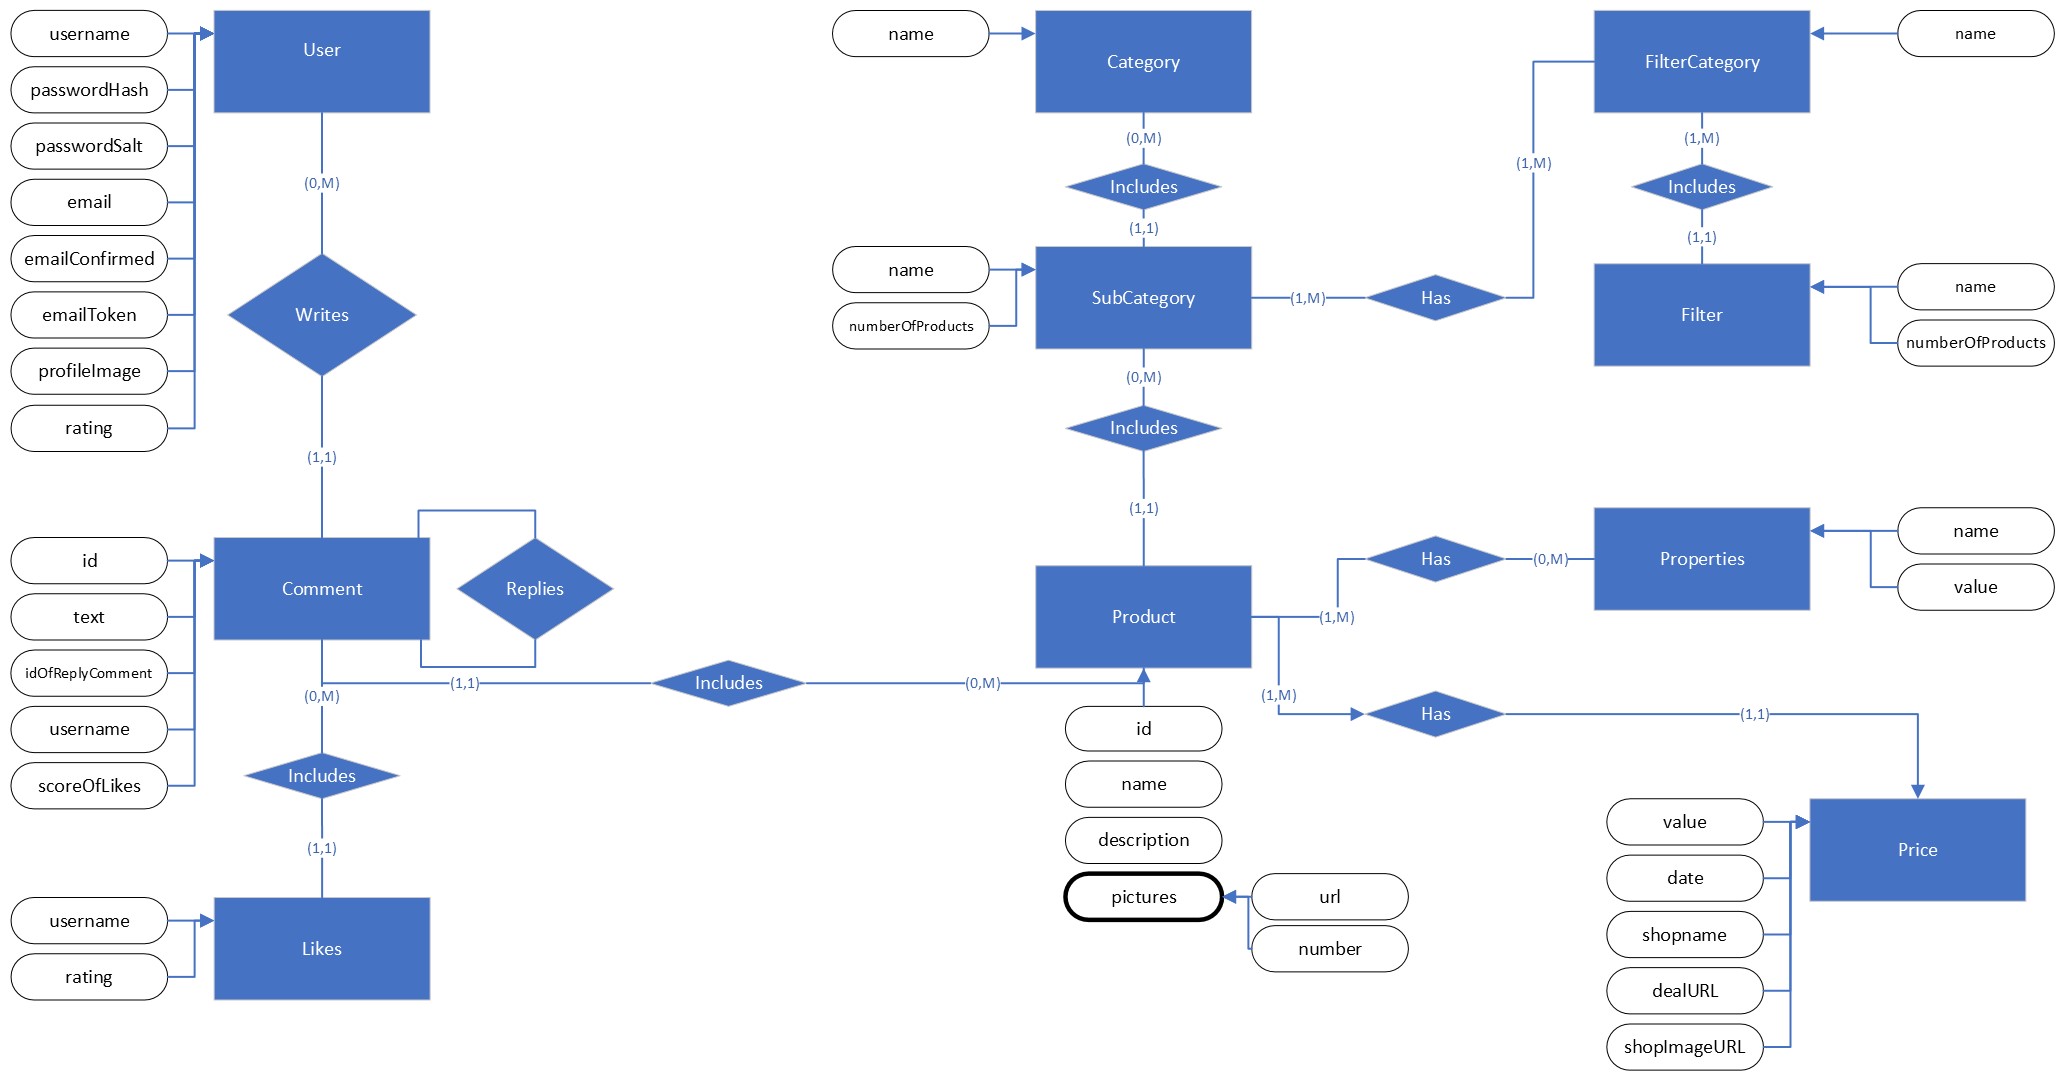 username
passwordHash
passwordSalt
email
emailConfirmed
emailToken
profileImage
rating
User
(0,M)
Writes
(1,1)
id
text
idOfReplyComment
username
scoreOfLikes
Comment
Replies
(0,M)
(1,1)
Includes
(0,M)
Includes
(1,1)
username
rating
Likes
name
Category
(0,M)
Includes
(1,1)
name
numberOfProducts
SubCategory
(1,M)
Has
(1,M)
FilterCategory
name
(1,M)
Includes
(1,1)
Filter
name
numberOfProducts
(0,M)
Includes
(1,1)
Product
(1,M)
Has
(0,M)
Properties
name
value
(1,M)
Has
(1,1)
id
name
description
pictures
url
number
value
date
shopname
dealURL
shopImageURL
Price